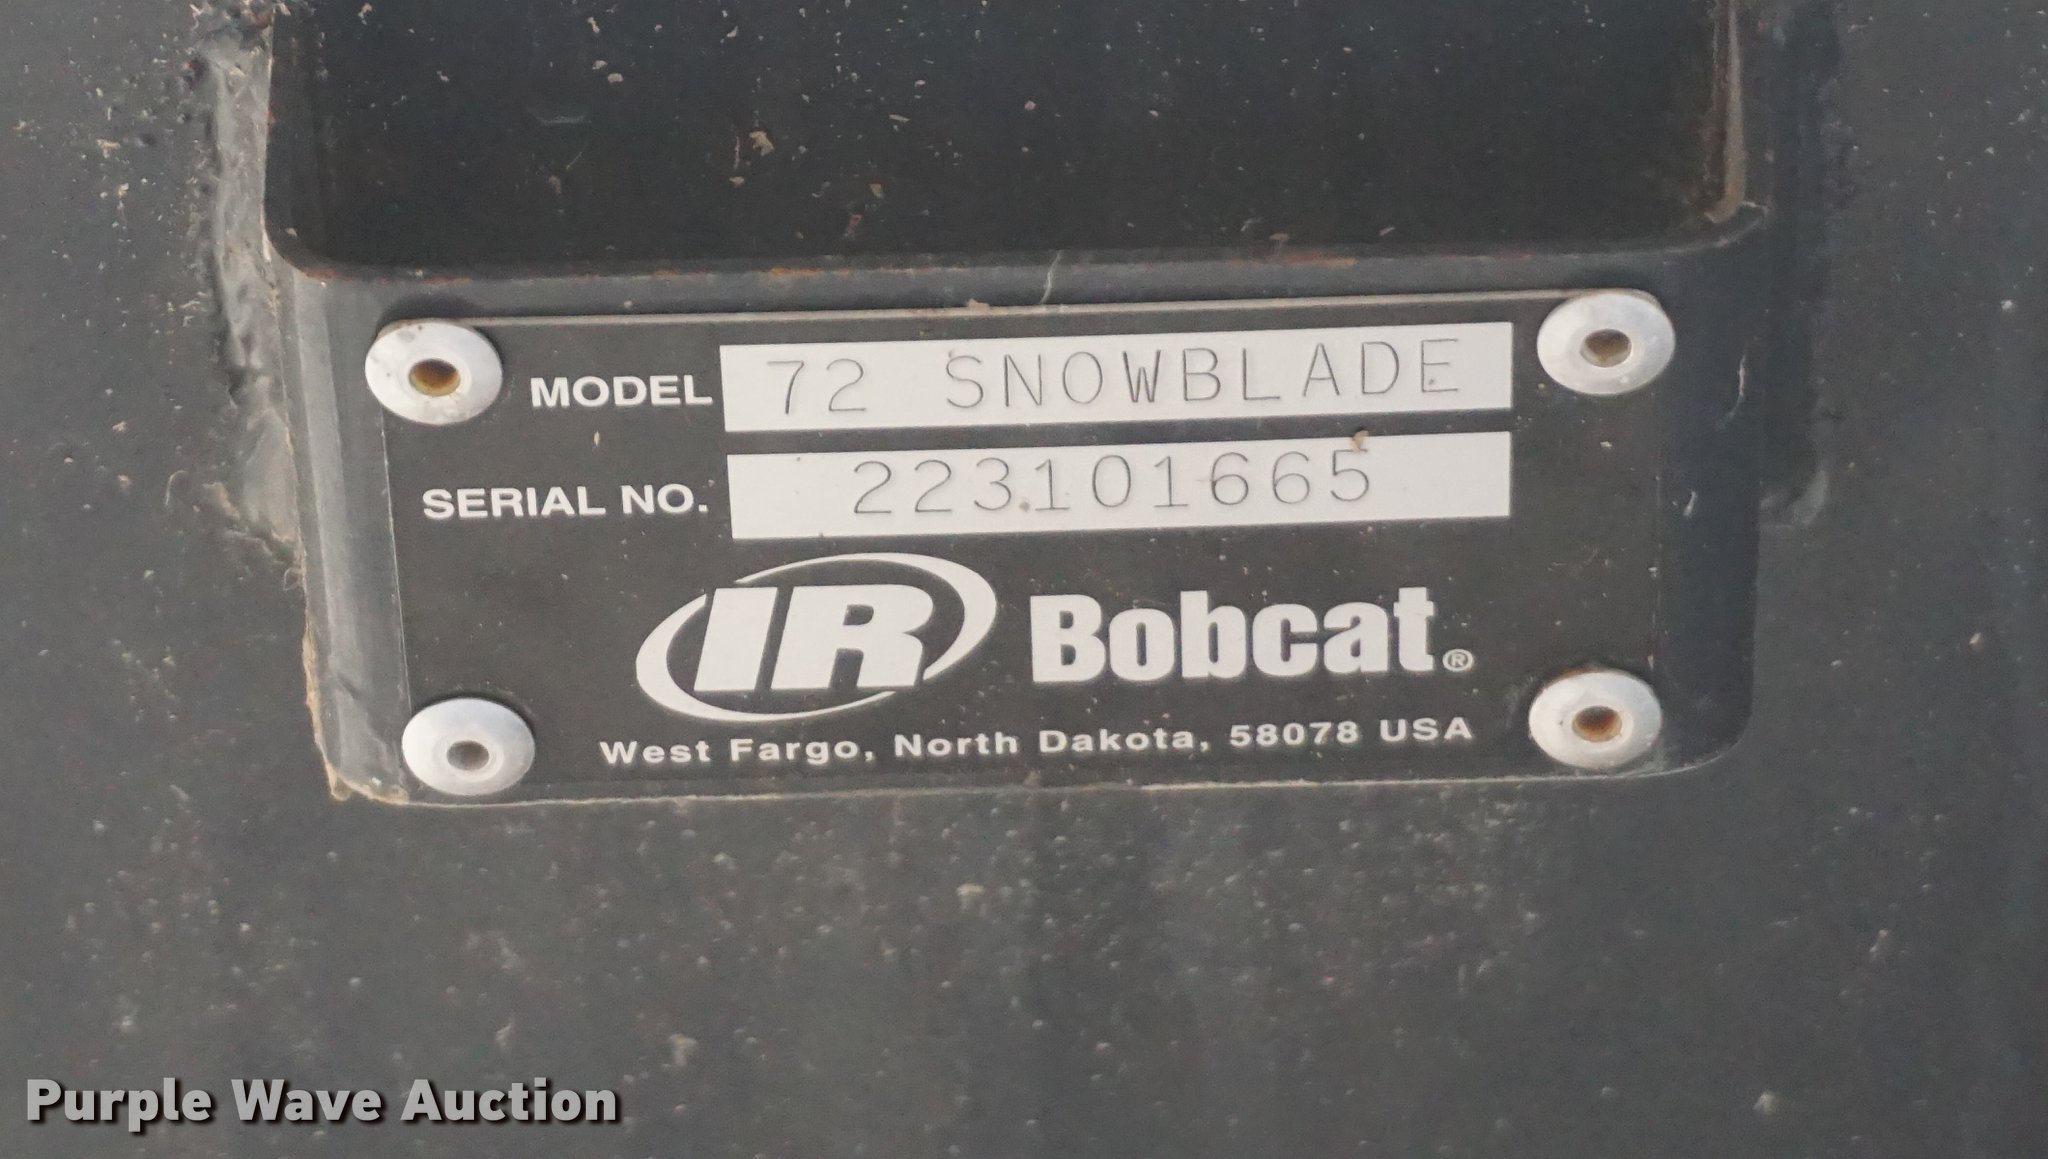 MODEL 72 SNOWBLADE
SERIAL NO. 223101665
IR Bobcat®
West Fargo, North Dakota, 58078 USA
Purple Wave Auction